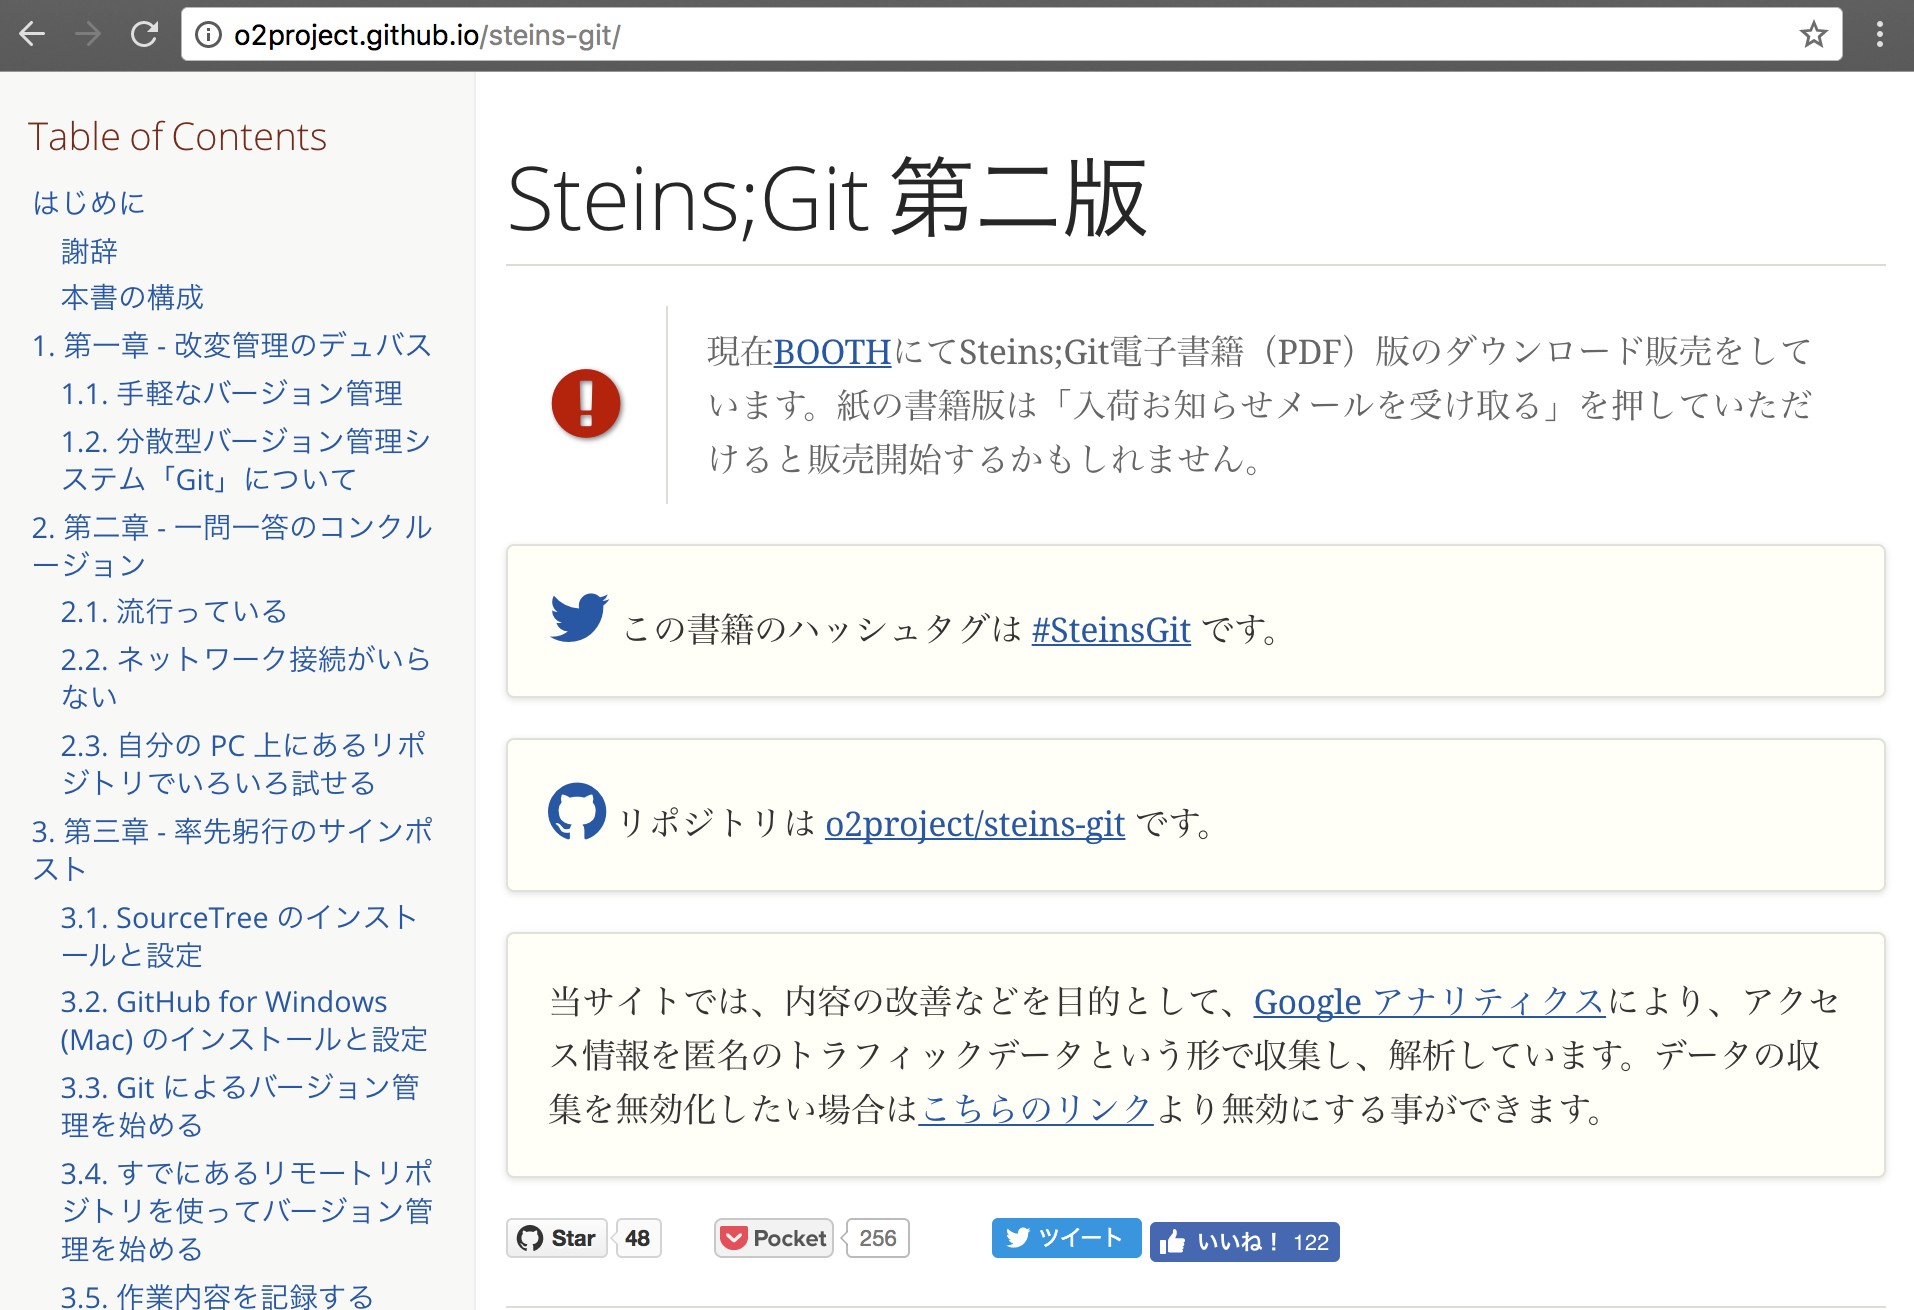 o2project.github.io/steins-git/
Table of Contents
はじめに
謝辞
本書の構成
1. 第一章 - 改変管理のデュバス
1.1. 手軽なバージョン管理
1.2. 分散型バージョン管理シ
ステム「Git」について
2. 第二章 - 一問一答のコンクル
ージョン
2.1. 流行っている
2.2. ネットワーク接続がいら
ない
2.3. 自分の PC 上にあるリポ
ジトリでいろいろ試せる
3. 第三章 - 率先躬行のサインポ
スト
3.1. SourceTree のインスト
ールと設定
3.2. GitHub for Windows
(Mac) のインストールと設定
3.3. Git によるバージョン管
理を始める
3.4. すでにあるリモートリポ
ジトリを使ってバージョン管
理を始める
3.5. 作業内容を記録する
Steins;Git 第二版
現在BOOTHにてSteins;Git電子書籍（PDF）版のダウンロード販売をして
います。紙の書籍版は「入荷お知らせメールを受け取る」を押していただ
けると販売開始するかもしれません。
この書籍のハッシュタグは #SteinsGit です。
リポジトリは o2project/steins-git です。
当サイトでは、内容の改善などを目的として、Google アナリティクスにより、アクセ
ス情報を匿名のトラフィックデータという形で収集し、解析しています。データの収
集を無効化したい場合はこちらのリンクより無効にする事ができます。
Star 48 Pocket 256 ツイート いいね！ 122